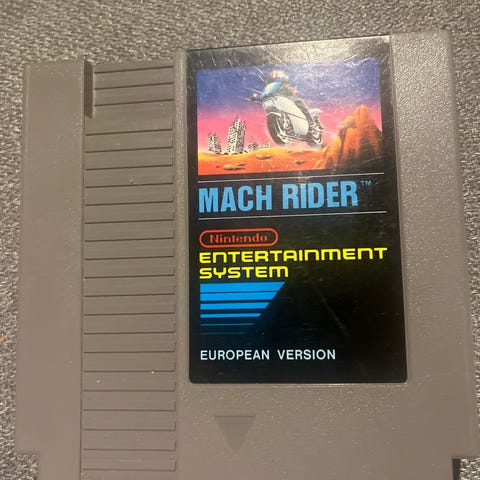 MACH RIDER™
Nintendo
ENTERTAINMENT
SYSTEM
EUROPEAN VERSION